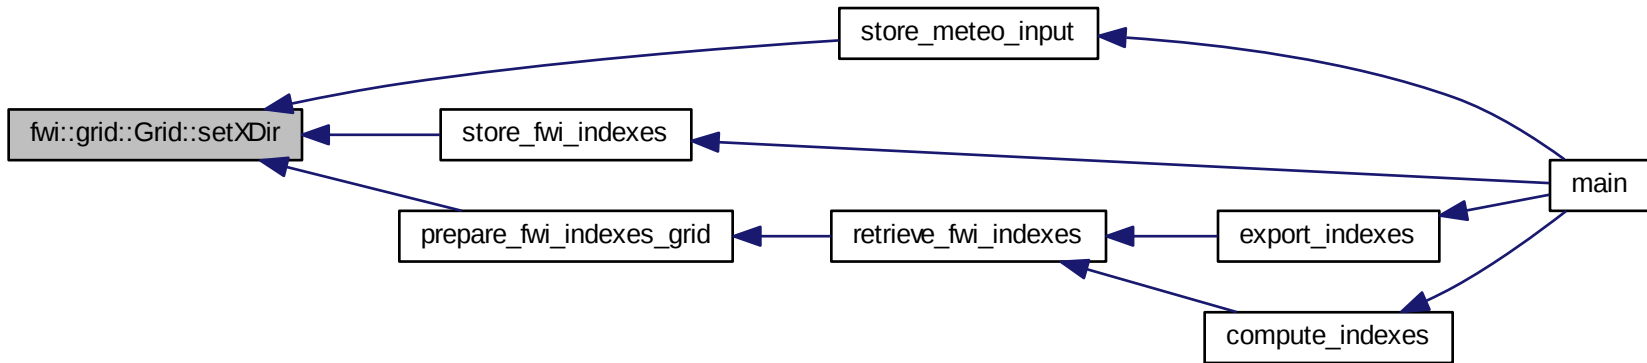 store_meteo_input
fwi::grid::Grid::setXDir
store_fwi_indexes
main
prepare_fwi_indexes_grid
retrieve_fwi_indexes
export_indexes
compute_indexes